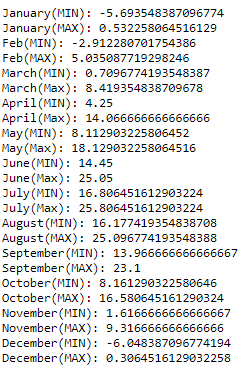 January(MIN): -5.693548387096774
January(MAX): 0.532258064516129
Feb(MIN): -2.912280701754386
Feb(MAX): 5.035087719298246
March(MIN): 0.7096774193548387
March(Max): 8.419354838709678
April(MIN): 4.25
April(Max): 14.066666666666666
May(MIN): 8.112903225806452
May(Max): 18.129032258064516
June(MIN): 14.45
June(Max): 25.05
July(MIN): 16.806451612903224
July(MAX): 25.806451612903224
August(MIN): 16.177419354838708
August(MAX): 25.096774193548388
September(MIN): 13.966666666666667
September(MAX): 23.1
October(MIN): 8.161290322580646
October(MAX): 16.580645161290324
November(MIN): 1.6166666666666667
November(MAX): 9.316666666666666
December(MIN): -6.048387096774194
December(MAX): 0.3064516129032258